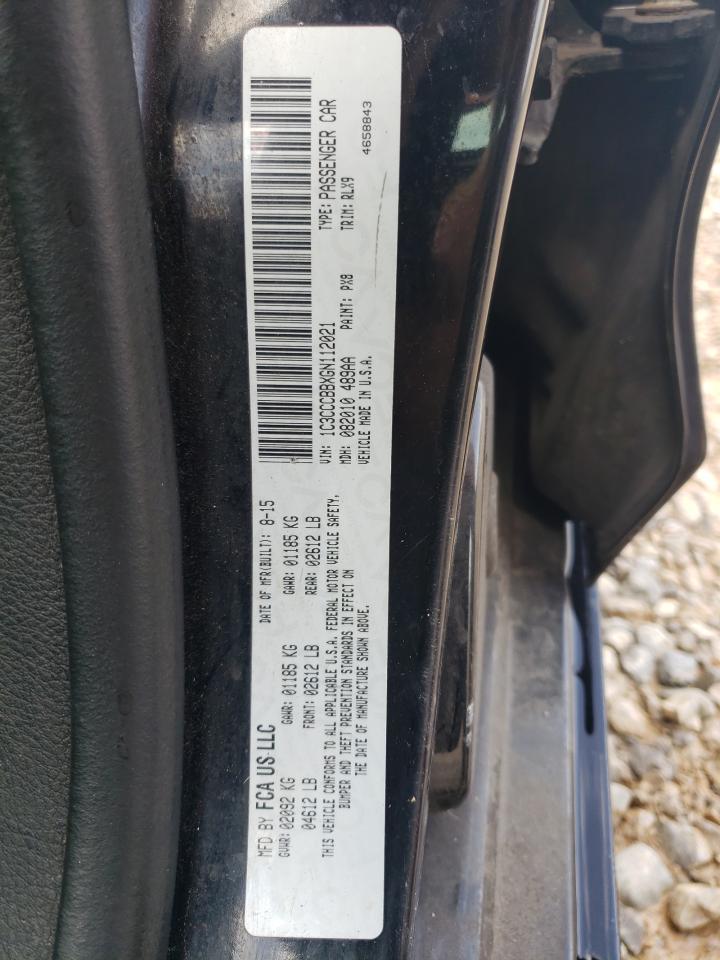 MFD BY FCA US LLC DATE OF MFR(BUILT): 8-15
GVWR: 02092 KG GAWR: 01185 KG GAWR: 01185 KG
04612 LB FRONT: 02612 LB REAR: 02612 LB
THIS VEHICLE CONFORMS TO ALL APPLICABLE U.S.A. FEDERAL MOTOR VEHICLE SAFETY,
BUMPER AND THEFT PREVENTION STANDARDS IN EFFECT ON
THE DATE OF MANUFACTURE SHOWN ABOVE.
VIN: 1C3CCCBBXGN112021 TYPE: PASSENGER CAR
MDH: 082010 489AA PAINT: PX8 TRIM: RLX9
VEHICLE MADE IN U.S.A. 4658843